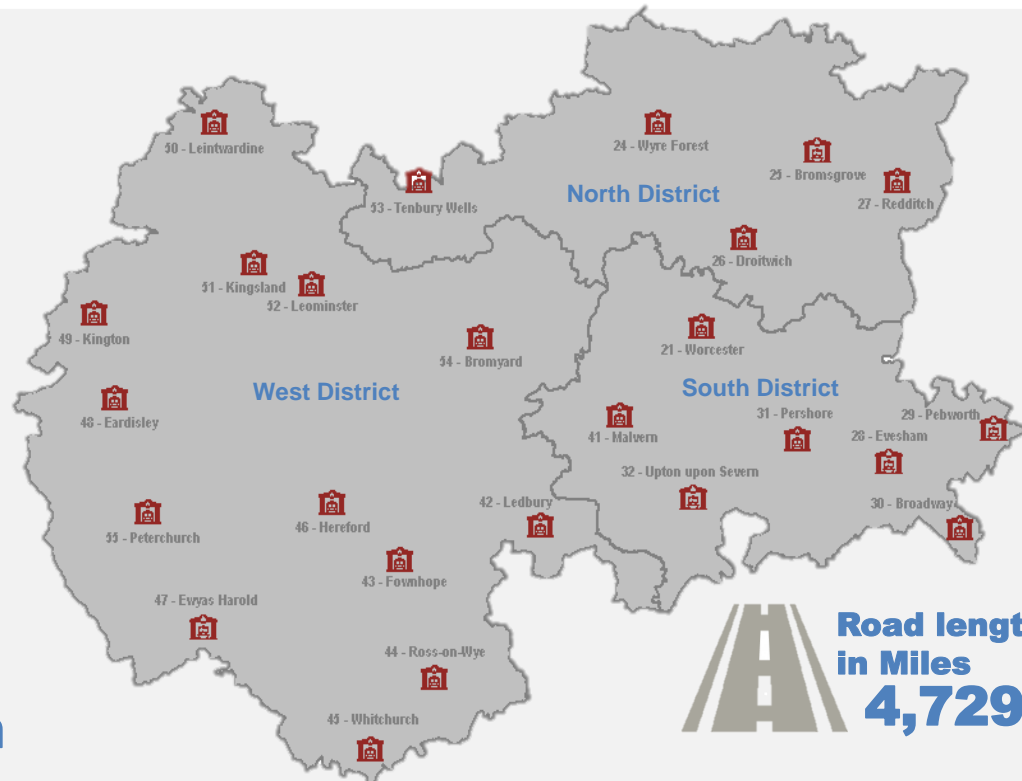 50 - Leintwardine
24 - Wyre Forest
25 - Bromsgrove
53 - Tenbury Wells
North District
27 - Redditch
26 - Droitwich
51 - Kingsland
52 - Leominster
49 - Kington
54 - Bromyard
21 - Worcester
West District
South District
48 - Eardisley
31 - Pershore
29 - Pebworth
41 - Malvern
28 - Evesham
32 - Upton upon Severn
42 - Ledbury
30 - Broadway
46 - Hereford
55 - Peterchurch
43 - Fownhope
47 - Ewyas Harold
44 - Ross-on-Wye
45 - Whitchurch
Road lengt
in Miles
4,729